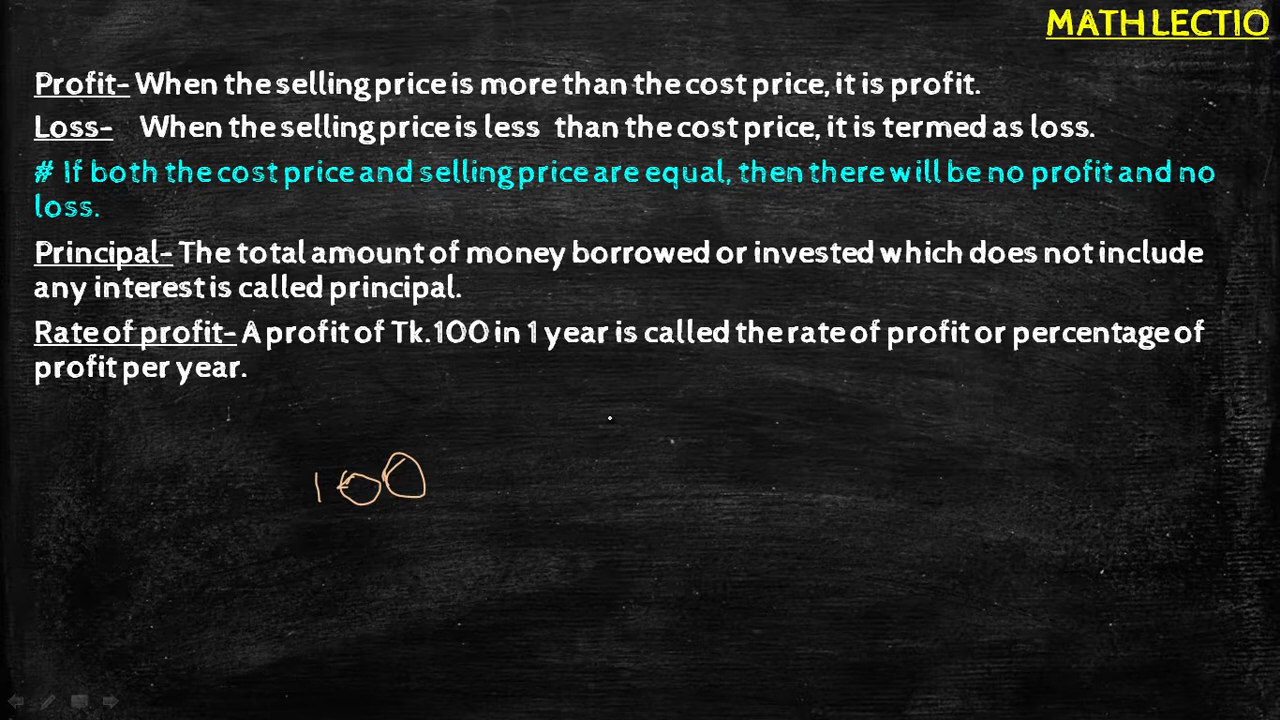 MATH LECTIO
Profit- When the selling price is more than the cost price, it is profit.
Loss- When the selling price is less than the cost price, it is termed as loss.
# If both the cost price and selling price are equal, then there will be no profit and no
loss.
Principal- The total amount of money borrowed or invested which does not include
any interest is called principal.
Rate of profit- A profit of Tk.100 in 1 year is called the rate of profit or percentage of
profit per year.
100